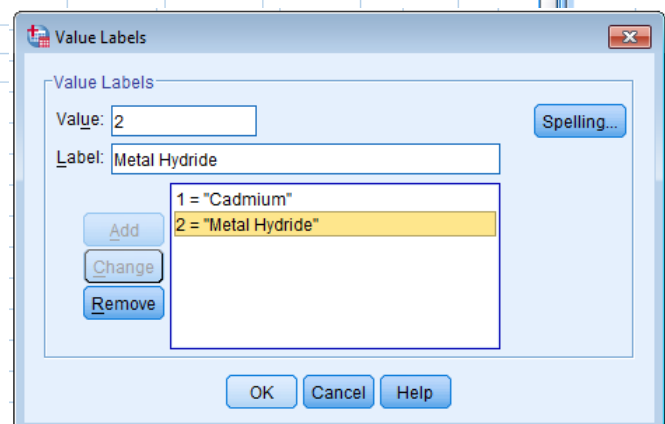 Value Labels
Value Labels
Value: 2
Spelling...
Label: Metal Hydride
1 = "Cadmium"
2 = "Metal Hydride"
Add
Change
Remove
OK Cancel Help